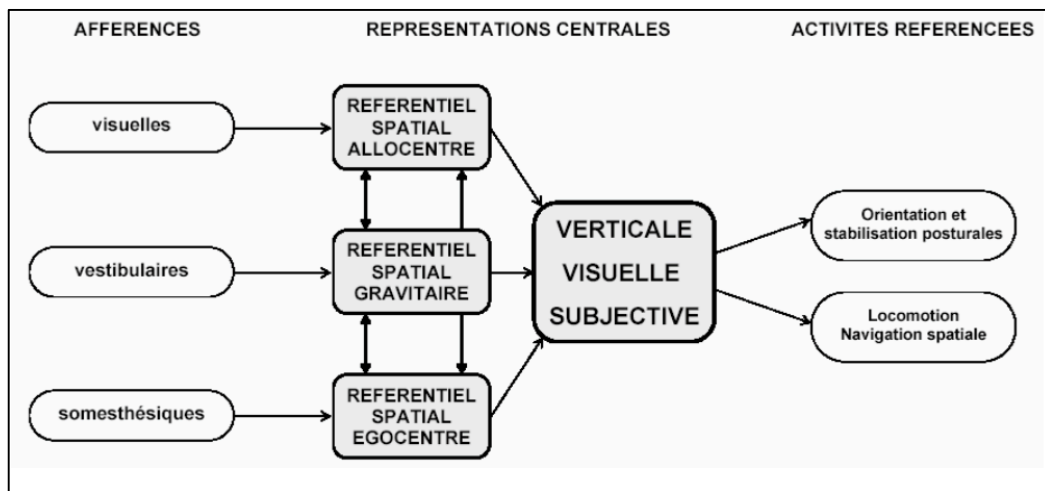 AFFERENCES
REPRESENTATIONS CENTRALES
ACTIVITES REFERENCEES
visuelles
REFERENTIEL
SPATIAL
ALLOCENTRE
vestibulaires
REFERENTIEL
SPATIAL
GRAVITAIRE
somesthésiques
REFERENTIEL
SPATIAL
EGOCENTRE
VERTICALE
VISUELLE
SUBJECTIVE
Orientation et
stabilisation posturales
Locomotion
Navigation spatiale